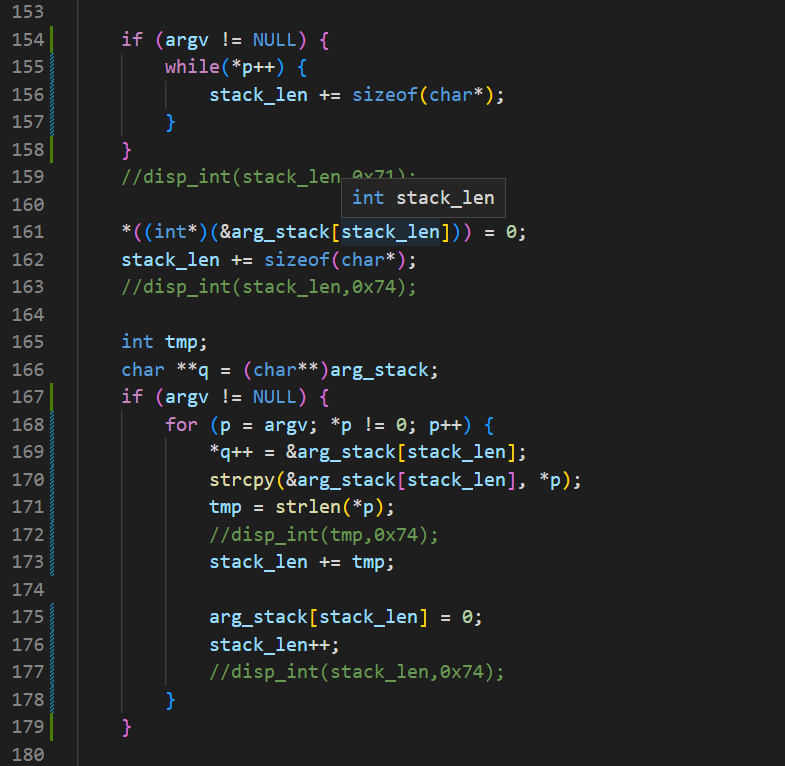 153
154 if (argv != NULL) {
155 while(*p++) {
156 stack_len += sizeof(char*);
157 }
158 }
159 //disp_int(stack_len,0x71);
int stack_len
160
161 *((int*)(&arg_stack[stack_len])) = 0;
162 stack_len += sizeof(char*);
163 //disp_int(stack_len,0x74);
164
165 int tmp;
166 char **q = (char**)arg_stack;
167 if (argv != NULL) {
168 for (p = argv; *p != 0; p++) {
169 *q++ = &arg_stack[stack_len];
170 strcpy(&arg_stack[stack_len], *p);
171 tmp = strlen(*p);
172 //disp_int(tmp,0x74);
173 stack_len += tmp;
174
175 arg_stack[stack_len] = 0;
176 stack_len++;
177 //disp_int(stack_len,0x74);
178 }
179 }
180